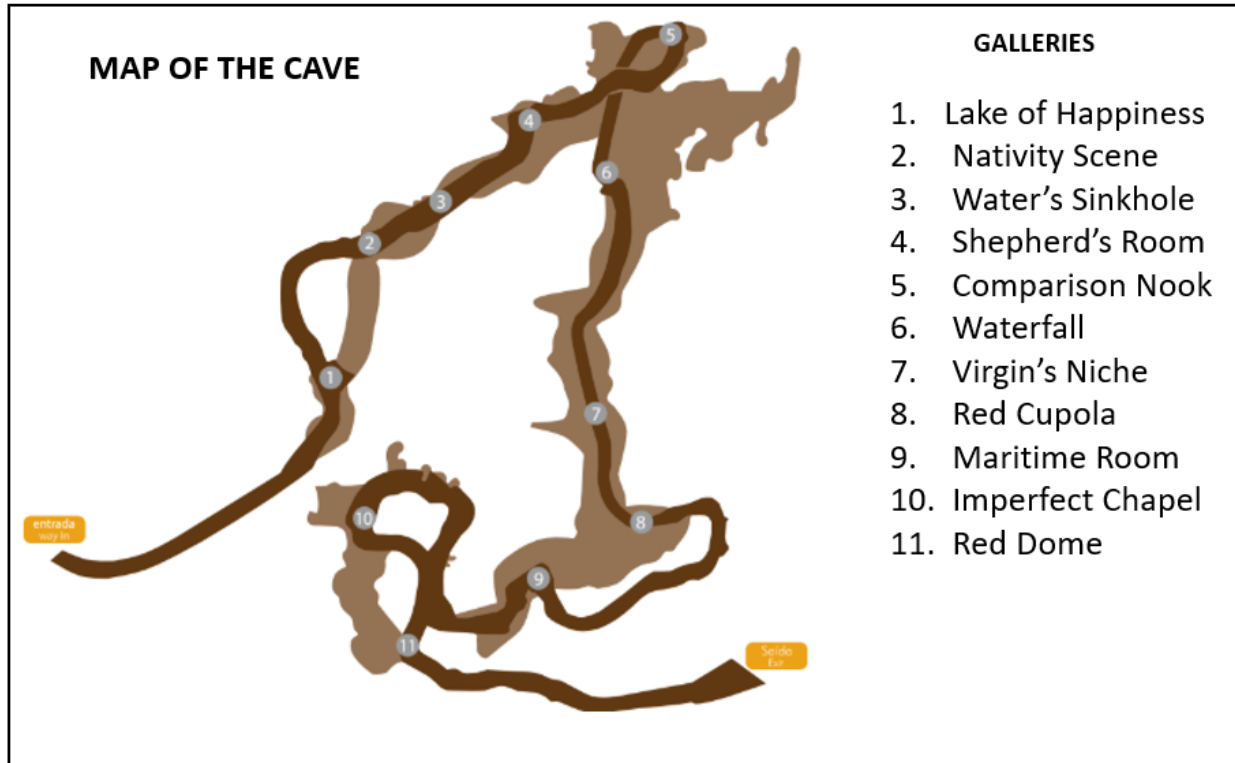 MAP OF THE CAVE
GALLERIES
1. Lake of Happiness
2. Nativity Scene
3. Water's Sinkhole
4. Shepherd's Room
5. Comparison Nook
6. Waterfall
7. Virgin's Niche
8. Red Cupola
9. Maritime Room
10. Imperfect Chapel
11. Red Dome
5
4
6
3
2
1
7
10
8
entrada
way In
9
11
Saída
Exit